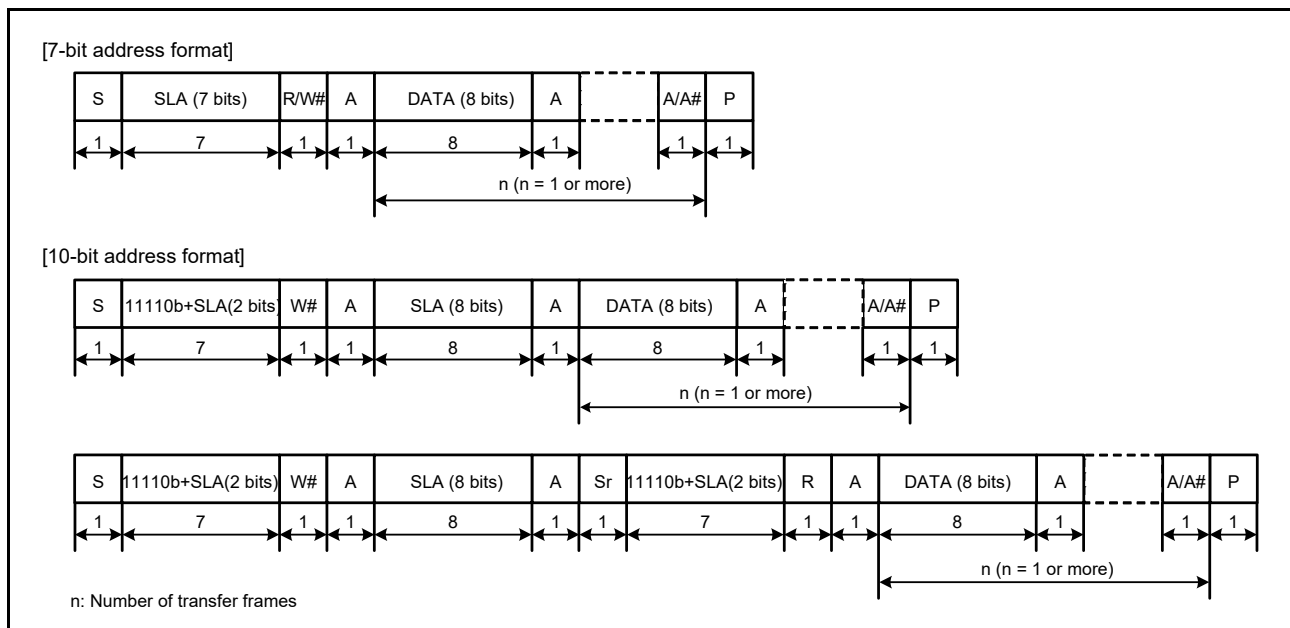 [7-bit address format]
S SLA (7 bits) R/W# A DATA (8 bits) A A/A# P
1 7 1 1 8 1 1 1
n (n = 1 or more)
[10-bit address format]
S 11110b+SLA(2 bits) W# A SLA (8 bits) A DATA (8 bits) A A/A# P
1 7 1 1 8 1 8 1 1 1
n (n = 1 or more)
S 11110b+SLA(2 bits) W# A SLA (8 bits) A Sr 11110b+SLA(2 bits) R A DATA (8 bits) A A/A# P
1 7 1 1 8 1 1 7 1 1 8 1 1 1
n (n = 1 or more)
n: Number of transfer frames